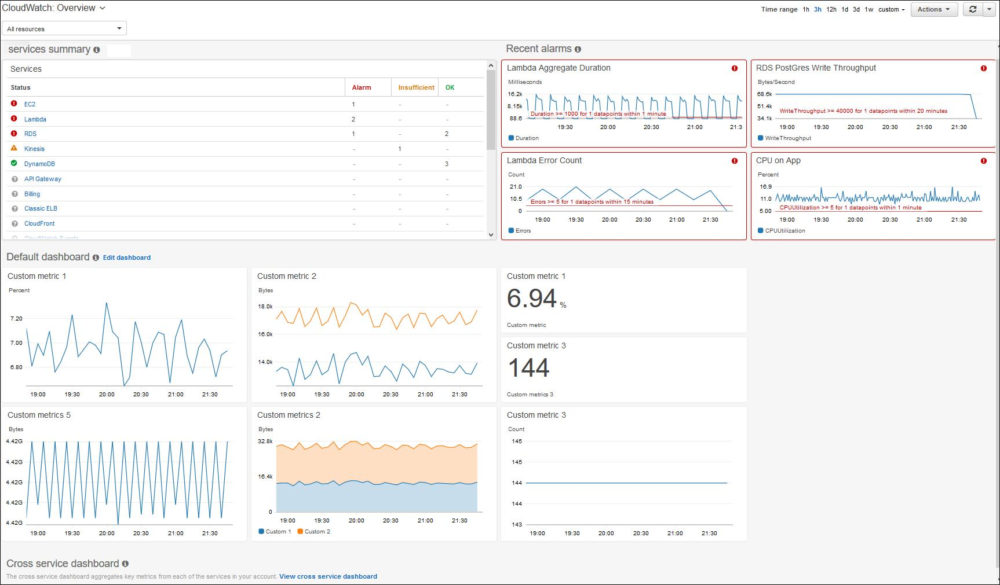 CloudWatch: Overview
Time range 1h 3h 12h 1d 3d 1w custom Actions
All resources
services summary
Services
Status Alarm Insufficient OK
EC2 1 - -
Lambda 2 - -
RDS 1 - 2
Kinesis - 1 -
DynamoDB - - 3
API Gateway - - -
Billing - - -
Classic ELB - - -
CloudFront - - -
CloudWatch Events
Recent alarms
Lambda Aggregate Duration
Milliseconds
16.2k
8.15k
Duration >= 1000 for 1 datapoints within 1 minute
88.6
19:30 20:00 20:30 21:00 21:3
Duration
RDS PostGres Write Throughput
Bytes/Second
68.6k
51.4k
WriteThroughput >= 40000 for 1 datapoints within 20 minutes
34.1k
19:00 19:30 20:00 20:30 21:00 21:30
WriteThroughput
Lambda Error Count
Count
21.0
10.5
Errors >= 5 for 1 datapoints within 15 minutes
0
19:00 19:30 20:00 20:30 21:00 21:30
Errors
CPU on App
Percent
16.9
11.0
CPUUtilization >= 5 for 1 datapoints within 1 minute
5.00
19:00 19:30 20:00 20:30 21:00 21:30
CPUUtilization
Default dashboard Edit dashboard
Custom metric 1
Percent
7.20
7.00
6.80
19:00 19:30 20:00 20:30 21:00 21:30
Custom metric 2
Bytes
18.0k
16.0k
14.0k
19:00 19:30 20:00 20:30 21:00 21:30
Custom metric 1
6.94 %
Custom metric
Custom metric 3
144
Custom metrics 3
Custom metrics 5
Bytes
4.42G
4.42G
4.42G
4.42G
4.42G
19:00 19:30 20:00 20:30 21:00 21:30
Custom metrics 2
Bytes
32.8k
16.4k
0
19:00 19:30 20:00 20:30 21:00 21:30
Custom 1 Custom 2
Custom metric 3
Count
145
145
144
144
143
19:00 19:30 20:00 20:30 21:00 21:30
Cross service dashboard
The cross service dashboard aggregates key metrics from each of the services in your account. View cross service dashboard